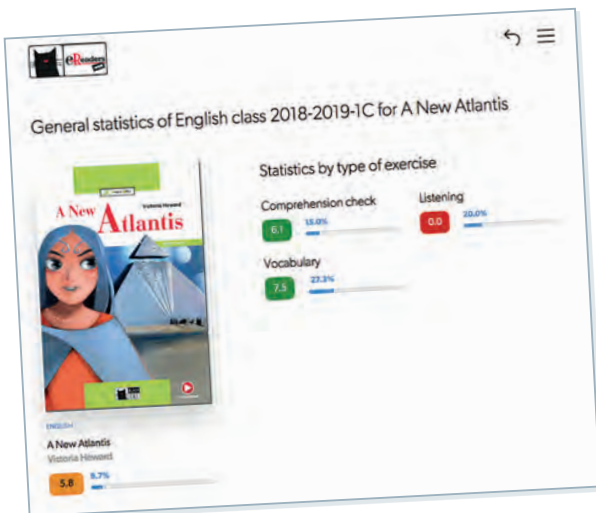 eReaders
General statistics of English class 2018-2019-1C for A New Atlantis
Statistics by type of exercise
Comprehension check
6.1 15.0%
Listening
0.0 20.0%
Vocabulary
7.5 27.3%
Victoria Heward
A New
Atlantis
ENGLISH
A New Atlantis
Victoria Heward
5.8 9.7%